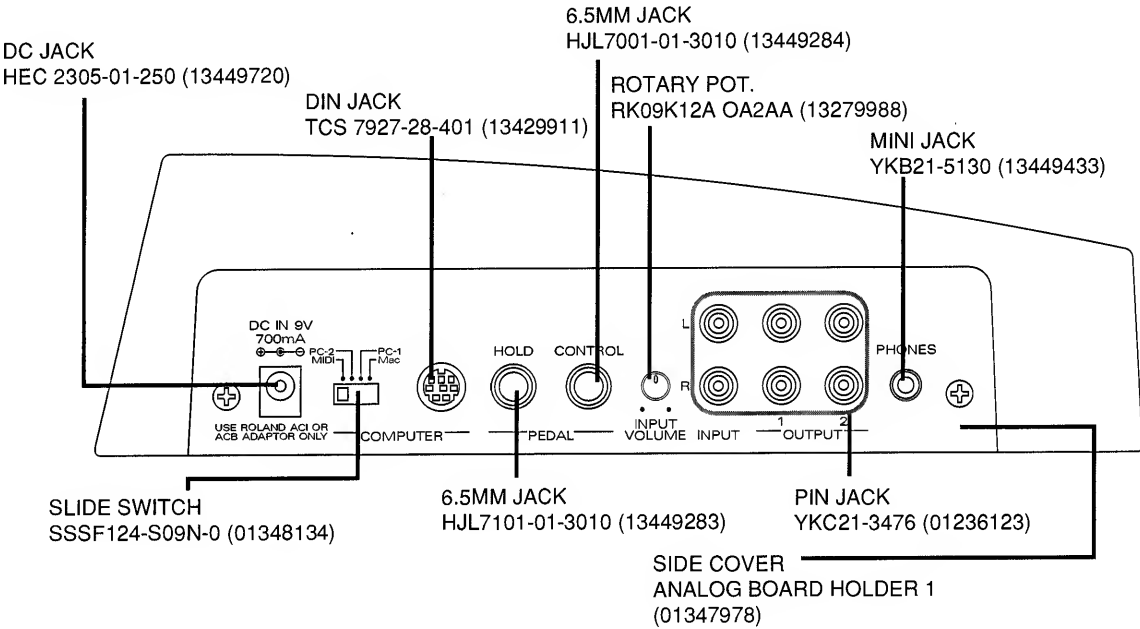 6.5MM JACK
HJL7001-01-3010 (13449284)
DC JACK
HEC 2305-01-250 (13449720)
ROTARY POT.
RK09K12A OA2AA (13279988)
DIN JACK
TCS 7927-28-401 (13429911)
MINI JACK
YKB21-5130 (13449433)
DC IN 9V
700mA
PC-2
MIDI
PC-1
Mac
HOLD
CONTROL
L
R
PHONES
USE ROLAND ACI OR
ACB ADAPTOR ONLY
COMPUTER
PEDAL
INPUT
VOLUME
INPUT
1
2
OUTPUT
SLIDE SWITCH
SSSF124-S09N-0 (01348134)
6.5MM JACK
HJL7101-01-3010 (13449283)
PIN JACK
YKC21-3476 (01236123)
SIDE COVER
ANALOG BOARD HOLDER 1
(01347978)